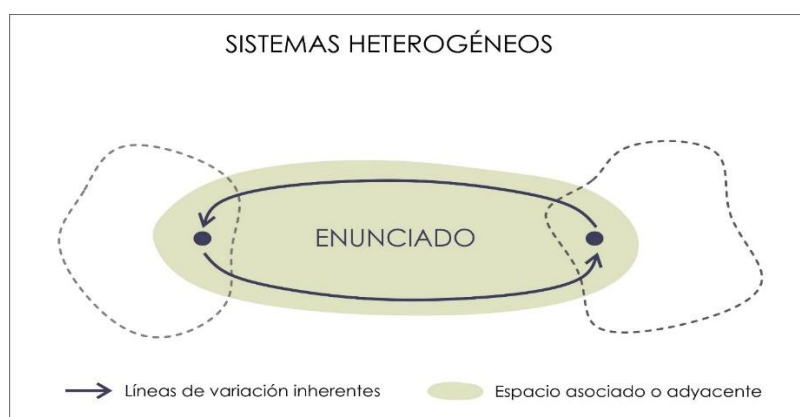 SISTEMAS HETEROGÉNEOS
ENUNCIADO
Líneas de variación inherentes
Espacio asociado o adyacente